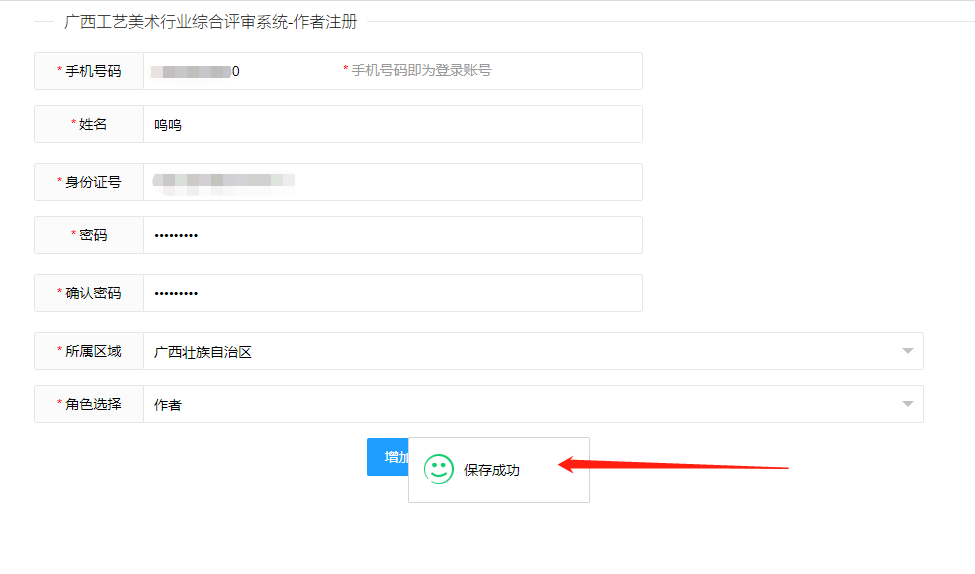 广西工艺美术行业综合评审系统-作者注册
*手机号码 0 *手机号码即为登录账号
*姓名 呜呜
*身份证号
*密码 •••••••••
*确认密码 •••••••••
*所属区域 广西壮族自治区
*角色选择 作者
增加 保存成功